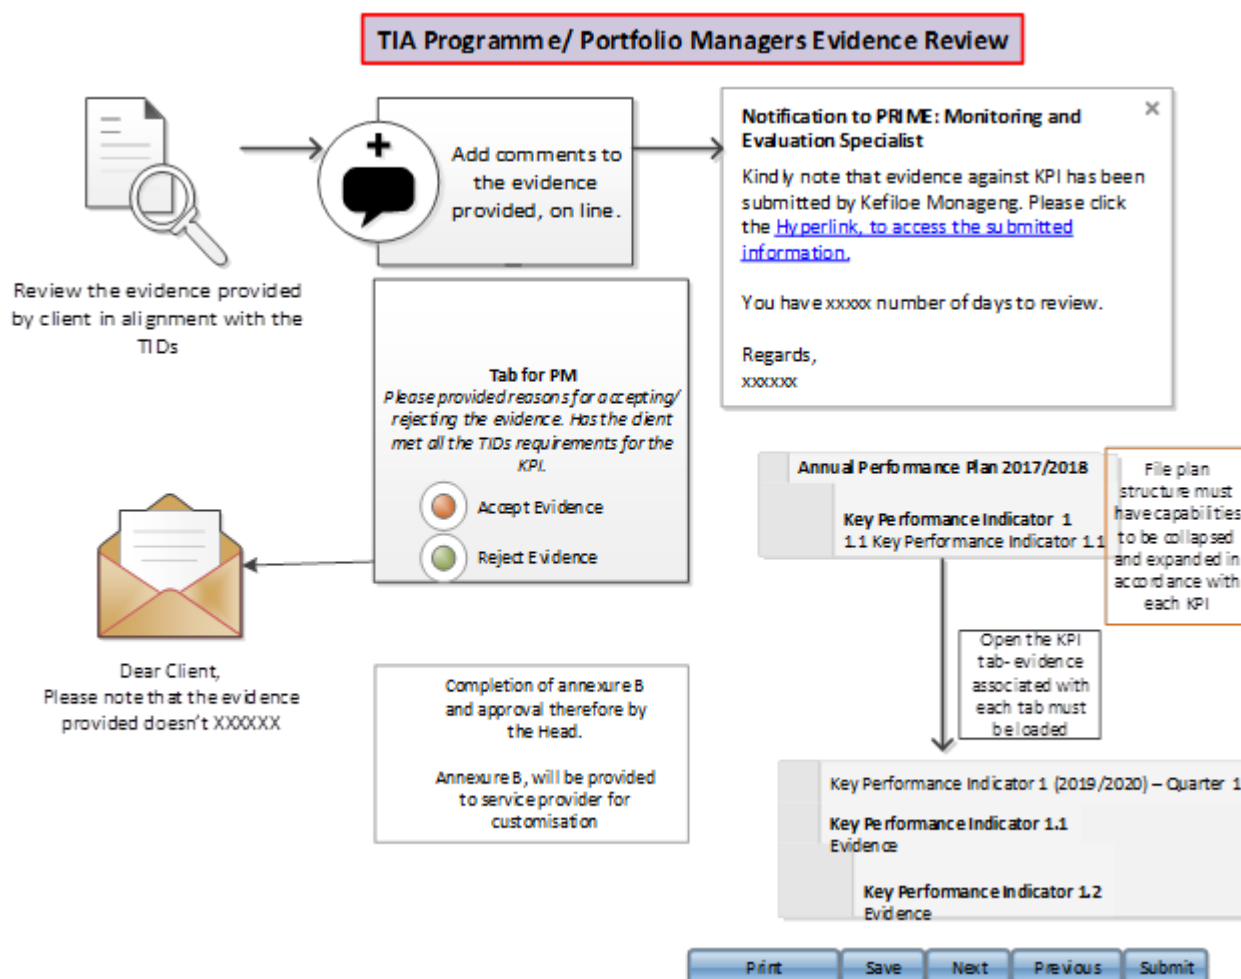 TIA Programme/ Portfolio Managers Evidence Review
Review the evidence provided
by client in alignment with the
TIDs
Add comments to
the evidence
provided, on line.
Notification to PRIME: Monitoring and
Evaluation Specialist
Kindly note that evidence against KPI has been
submitted by Kefiloe Monageng. Please click
the Hyperlink, to access the submitted
information.
You have xxxxx number of days to review.
Regards,
xxxxxx
Tab for PM
Please provided reasons for accepting/
rejecting the evidence. Has the client
met all the TIDs requirements for the
KPI.
Accept Evidence
Reject Evidence
Dear Client,
Please note that the evidence
provided doesn't XXXXXX
Completion of annexure B
and approval therefore by
the Head.
Annexure B, will be provided
to service provider for
customisation
Annual Performance Plan 2017/2018
Key Performance Indicator 1
1.1 Key Performance Indicator 1.1
File plan
structure must
have capabilities
to be collapsed
and expanded in
accordance with
each KPI
Open the KPI
tab- evidence
associated with
each tab must
be loaded
Key Performance Indicator 1 (2019/2020) – Quarter 1
Key Performance Indicator 1.1
Evidence
Key Performance Indicator 1.2
Evidence
Print
Save
Next
Previous
Submit